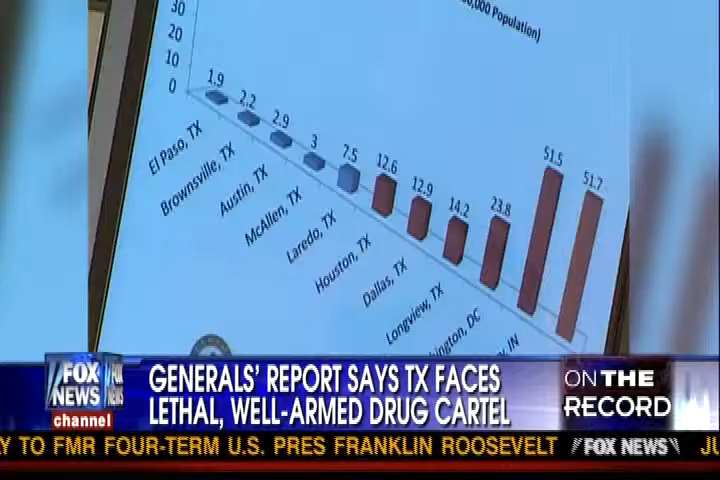 30
20
10
0
Population)
1.9
2.2
2.9
3
7.5
12.6
12.9
14.2
23.8
51.5
51.7
El Paso, TX
Brownsville, TX
Austin, TX
McAllen, TX
Laredo, TX
Houston, TX
Dallas, TX
Longview, TX
DC
IN
FOX
NEWS
channel
GENERALS' REPORT SAYS TX FACES
LETHAL, WELL-ARMED DRUG CARTEL
ON THE
RECORD
Y TO FMR FOUR-TERM U.S. PRES FRANKLIN ROOSEVELT
FOX NEWS
JU